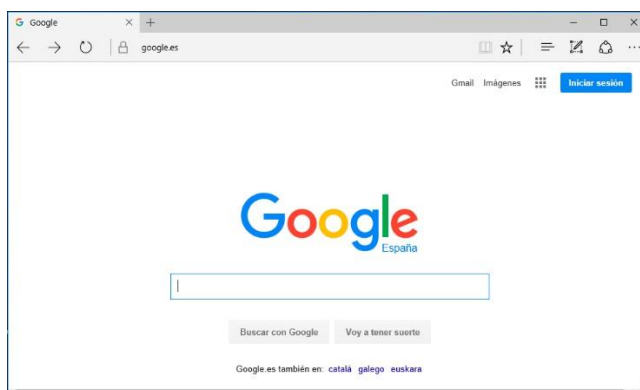 Google
google.es
Gmail Imágenes Iniciar sesión
Google
España
Buscar con Google Voy a tener suerte
Google.es también en: català galego euskara